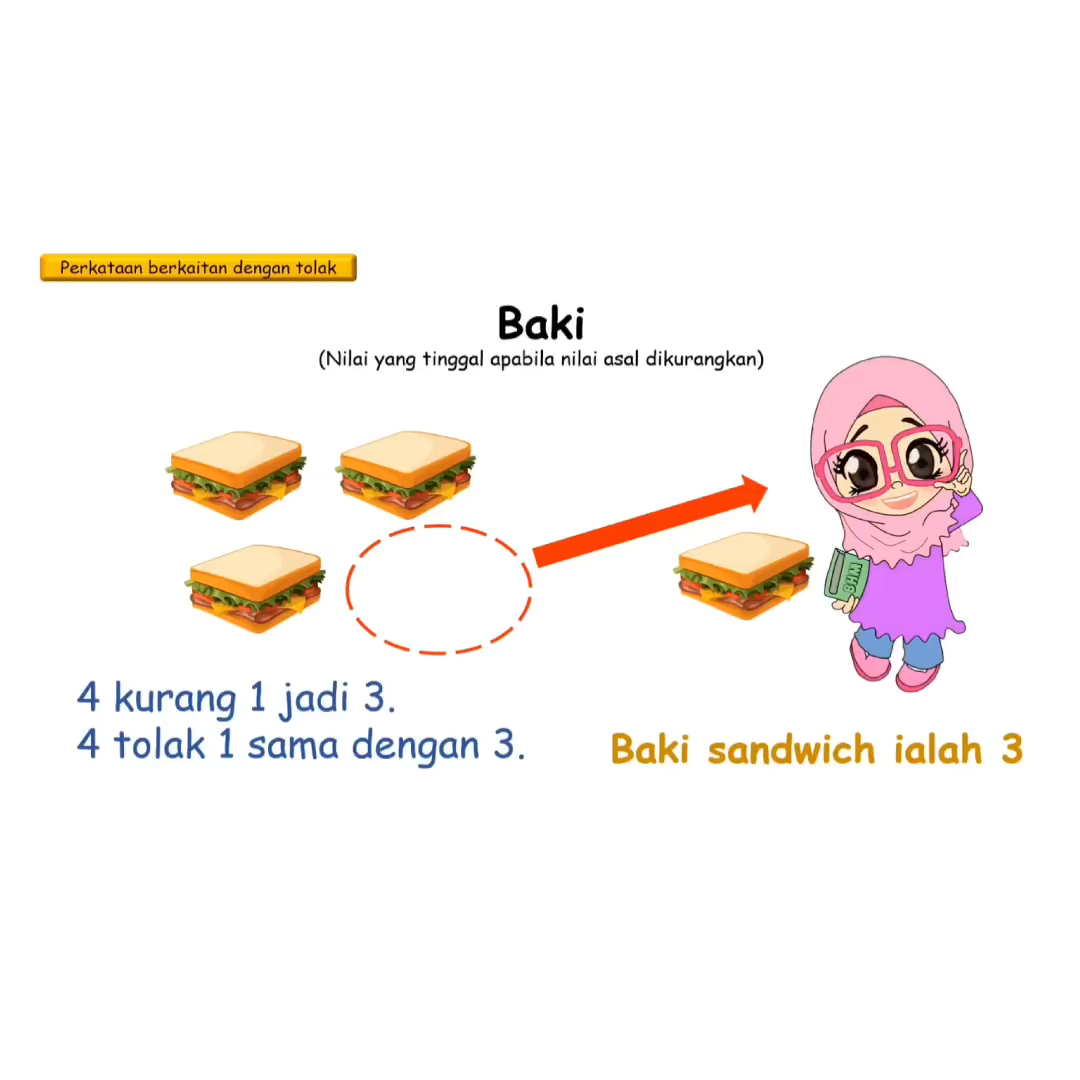 Perkataan berkaitan dengan tolak
Baki
(Nilai yang tinggal apabila nilai asal dikurangkan)
BHM
4 kurang 1 jadi 3.
4 tolak 1 sama dengan 3.
Baki sandwich ialah 3